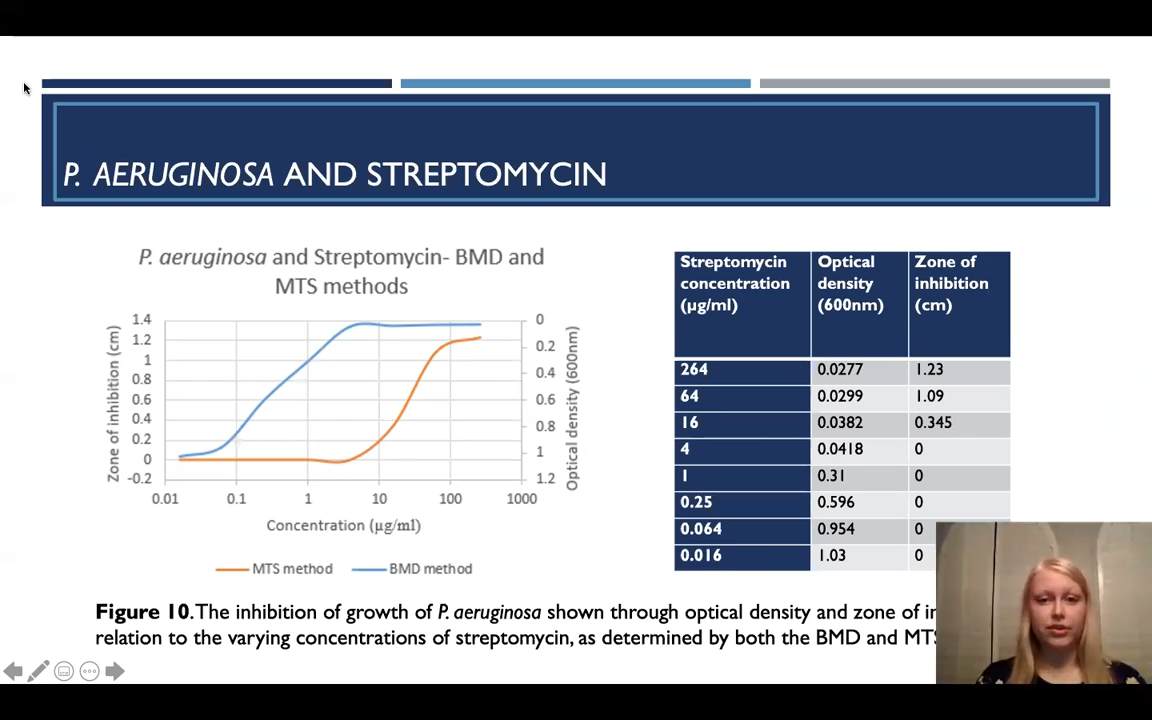 P. AERUGINOSA AND STREPTOMYCIN
P. aeruginosa and Streptomycin- BMD and
MTS methods
Zone of inhibition (cm)
1.4
1.2
1
0.8
0.6
0.4
0.2
0
-0.2
0
0.2
0.4
0.6
0.8
1
1.2
Optical density (600nm)
0.01 0.1 1 10 100 1000
Concentration (µg/ml)
MTS method BMD method
Streptomycin concentration (µg/ml) Optical density (600nm) Zone of inhibition (cm)
264 0.0277 1.23
64 0.0299 1.09
16 0.0382 0.345
4 0.0418 0
1 0.31 0
0.25 0.596 0
0.064 0.954 0
0.016 1.03 0
Figure 10. The inhibition of growth of P. aeruginosa shown through optical density and zone of
relation to the varying concentrations of streptomycin, as determined by both the BMD and MTS